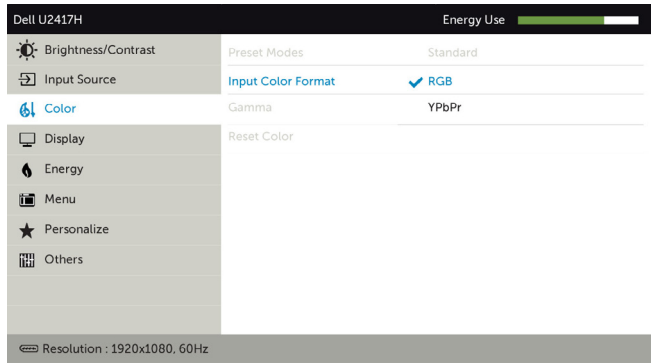 Dell U2417H Energy Use
Brightness/Contrast Preset Modes Standard
Input Source Input Color Format RGB
Color Gamma YPbPr
Display Reset Color
Energy
Menu
Personalize
Others
Resolution : 1920x1080, 60Hz